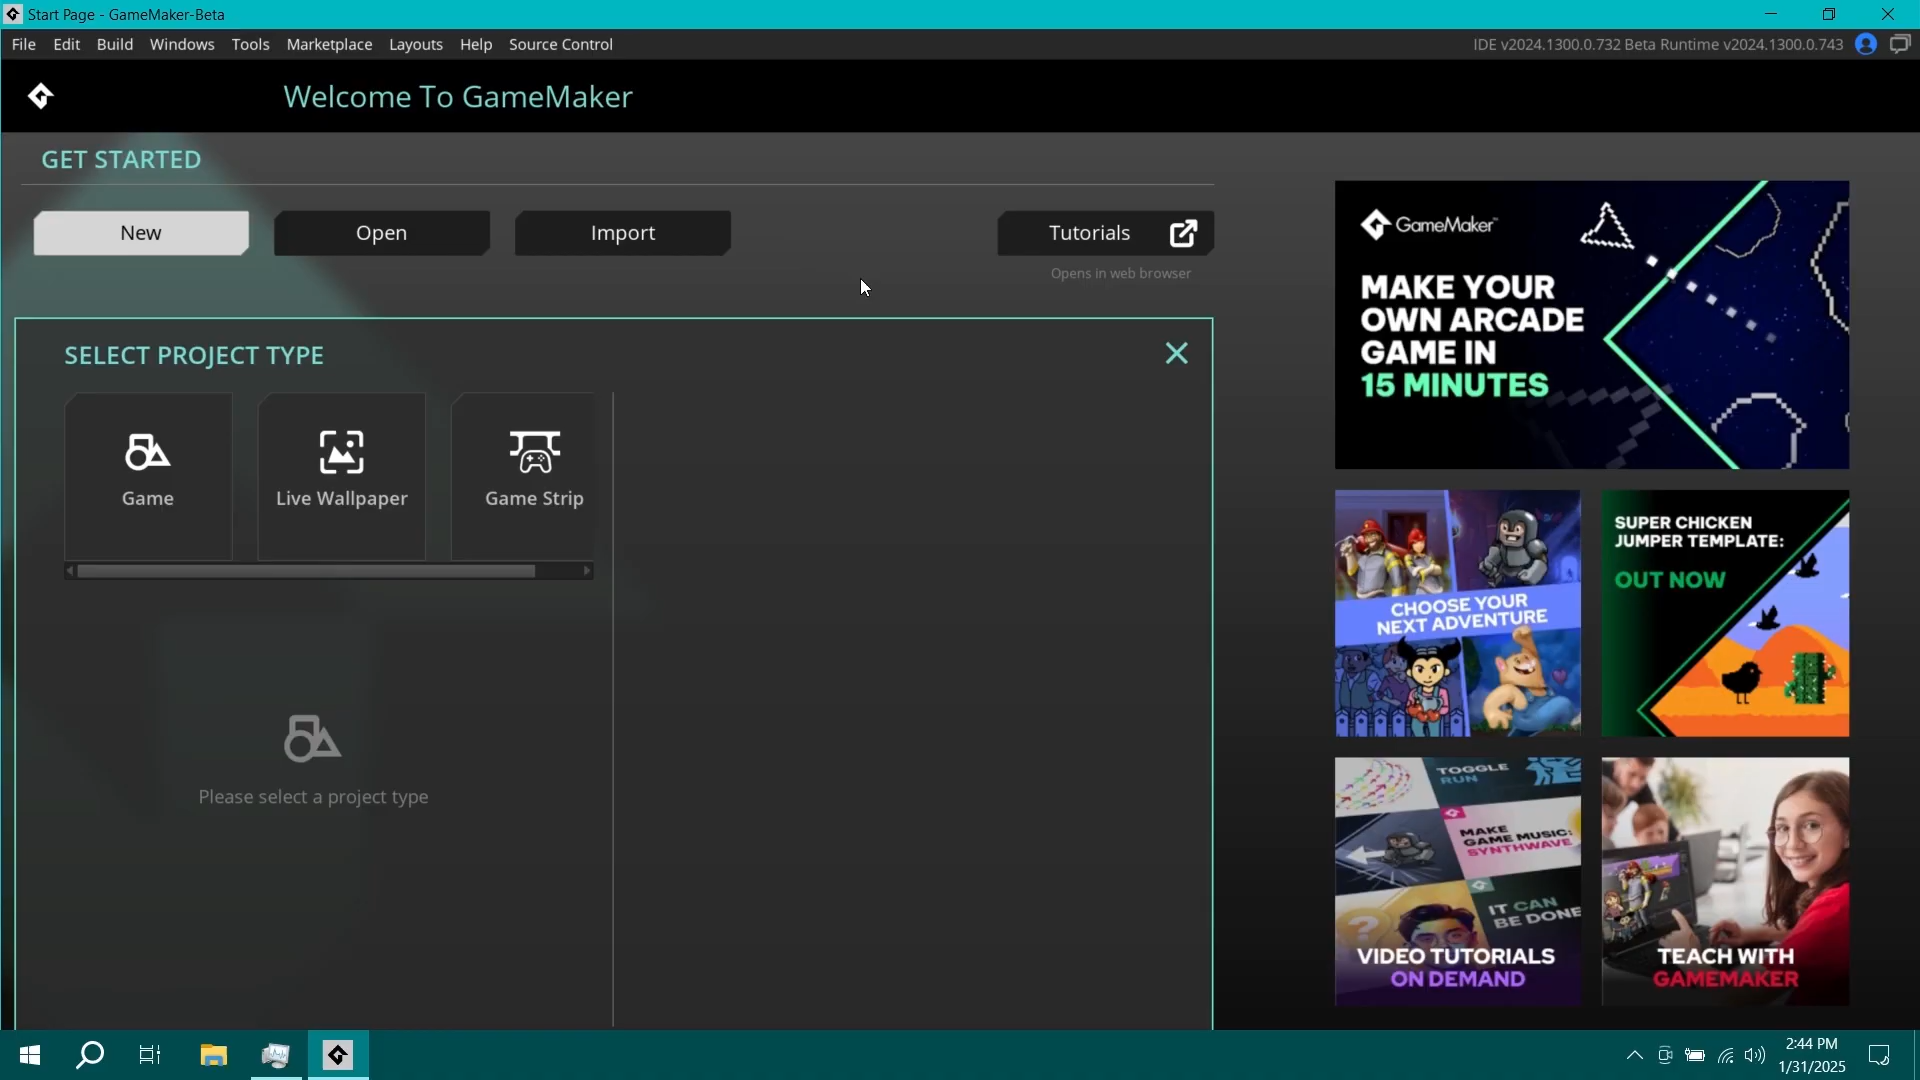 Start Page - GameMaker-Beta
File Edit Build Windows Tools Marketplace Layouts Help Source Control
IDE v2024.1300.0.732 Beta Runtime v2024.1300.0.743
Welcome To GameMaker
GET STARTED
New
Open
Import
Tutorials
Opens in web browser
SELECT PROJECT TYPE
Game
Live Wallpaper
Game Strip
Please select a project type
GameMaker™
MAKE YOUR
OWN ARCADE
GAME IN
15 MINUTES
CHOOSE YOUR
NEXT ADVENTURE
SUPER CHICKEN
JUMPER TEMPLATE:
OUT NOW
TOGGLE
RUN
MAKE
GAME MUSIC:
SYNTHWAVE
IT CAN
BE DONE
VIDEO TUTORIALS
ON DEMAND
TEACH WITH
GAMEMAKER
2:44 PM
1/31/2025